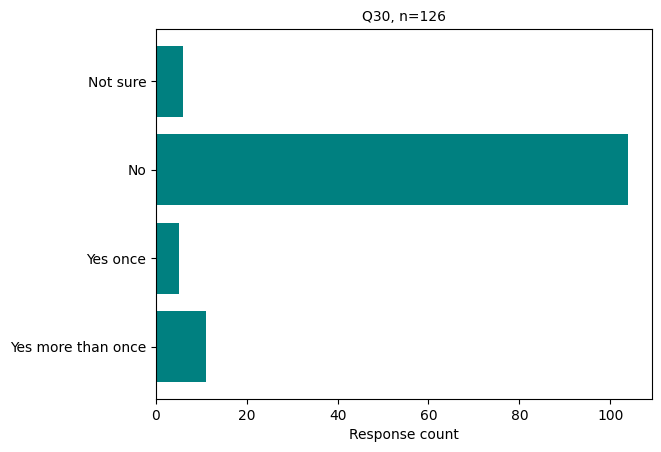 Q30, n=126
Not sure
No
Yes once
Yes more than once
0 20 40 60 80 100
Response count